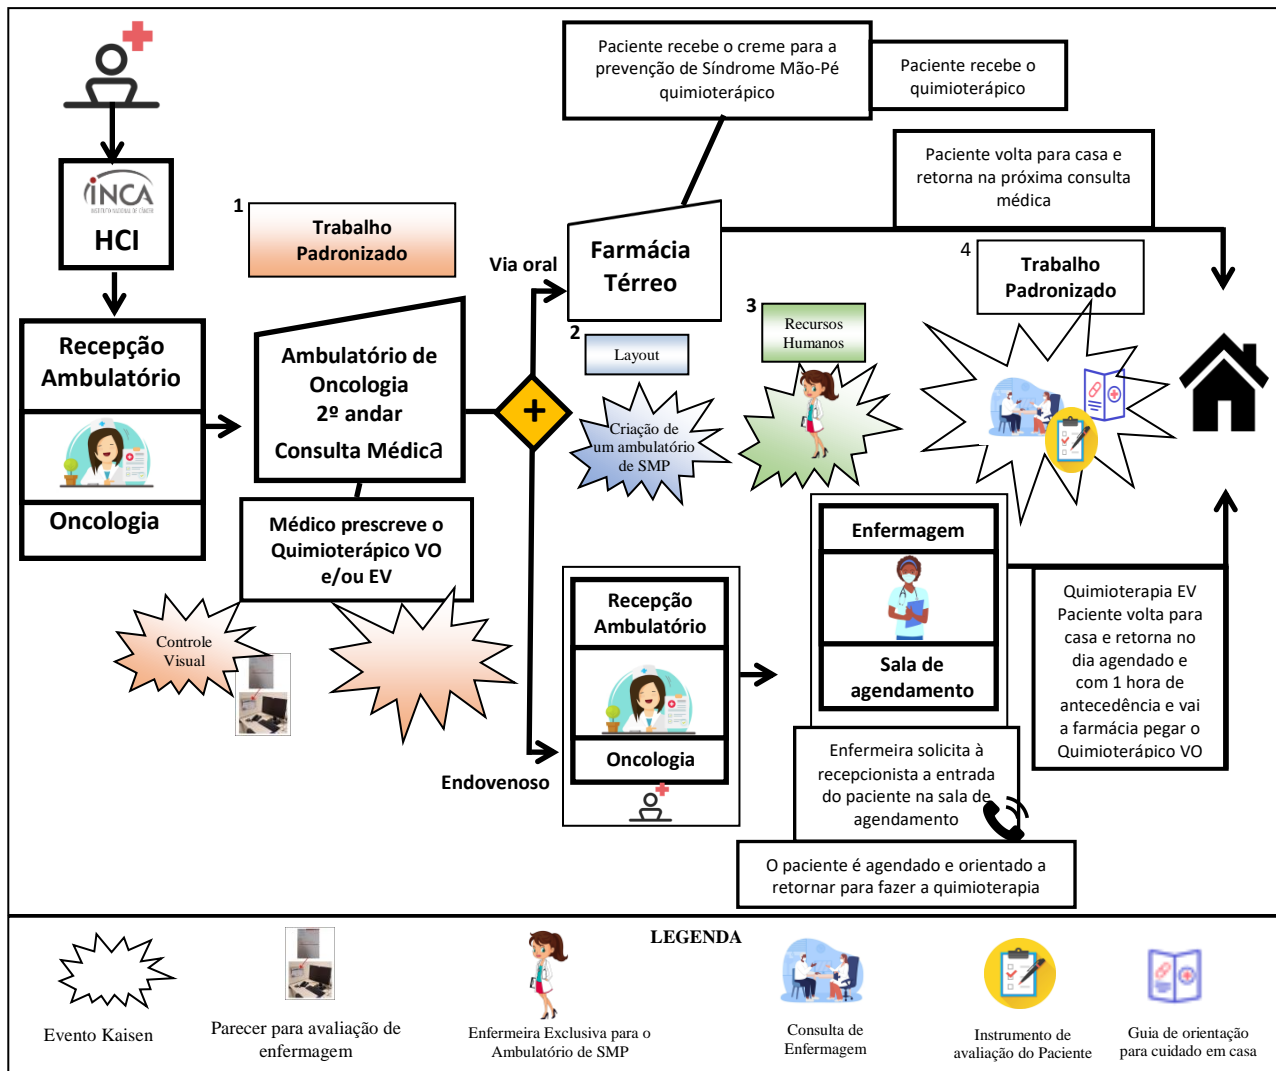 Paciente recebe o creme para a
prevenção de Síndrome Mão-Pé
quimioterápico
Paciente recebe o
quimioterápico
Paciente volta para casa e
retorna na próxima consulta
médica
INCA
INSTITUTO NACIONAL DE CÂNCER
HCI
1
Trabalho
Padronizado
Via oral
Farmácia
Térreo
4
Trabalho
Padronizado
3
Recursos
Humanos
2
Layout
Recepção
Ambulatório
Oncologia
Ambulatório de
Oncologia
2º andar
Consulta Médica
+
Criação de
um ambulatório
de SMP
Médico prescreve o
Quimioterápico VO
e/ou EV
Controle
Visual
Endovenoso
Recepção
Ambulatório
Oncologia
Enfermagem
Sala de
agendamento
Quimioterapia EV
Paciente volta para
casa e retorna no
dia agendado e
com 1 hora de
antecedência e vai
a farmácia pegar o
Quimioterápico VO
Enfermeira solicita à
recepcionista a entrada
do paciente na sala de
agendamento
O paciente é agendado e orientado a
retornar para fazer a quimioterapia
LEGENDA
Evento Kaisen
Parecer para avaliação de
enfermagem
Enfermeira Exclusiva para o
Ambulatório de SMP
Consulta de
Enfermagem
Instrumento de
avaliação do Paciente
Guia de orientação
para cuidado em casa